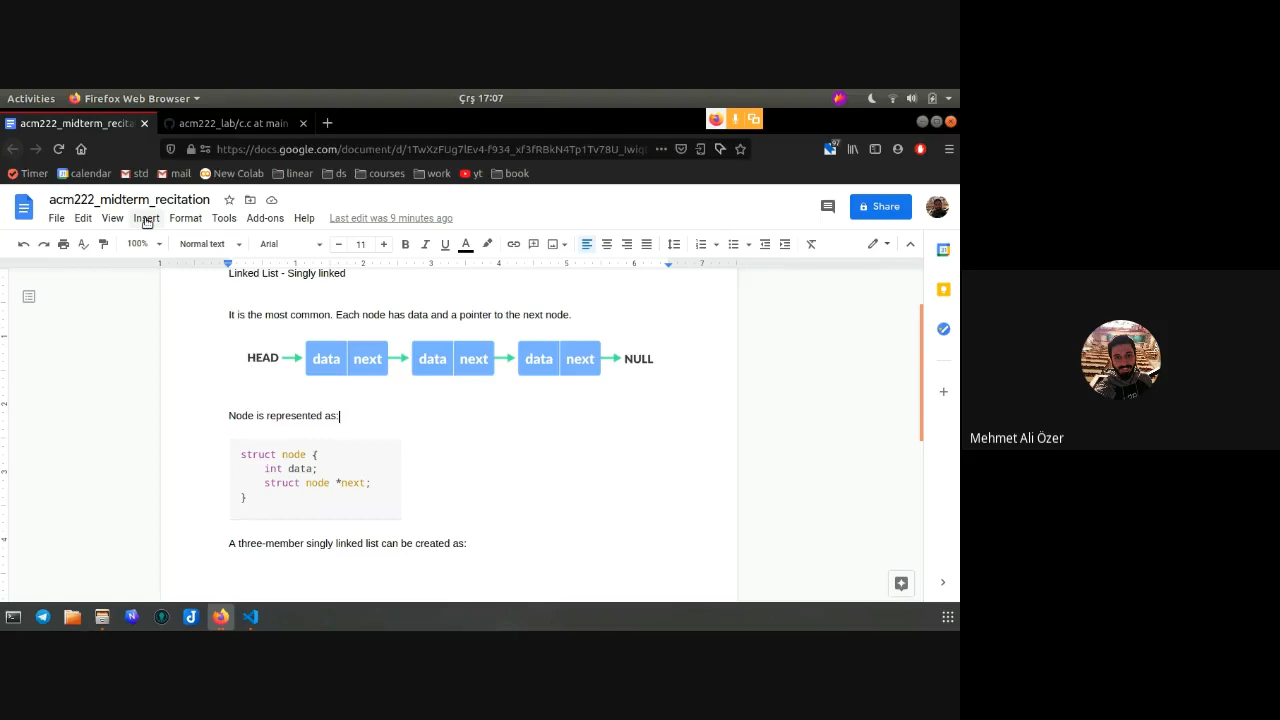 Activities Firefox Web Browser Çrş 17:07
acm222_midterm_recita acm222_lab/c.c at main
https://docs.google.com/document/d/1TwXzFUg7lEv4-f934_xf3fRBkN4Tp1Tv78U_Iwiq
Timer calendar std mail New Colab linear ds courses work yt book
acm222_midterm_recitation
File Edit View Insert Format Tools Add-ons Help Last edit was 9 minutes ago
Share
100% Normal text Arial 11
Linked List - Singly linked
It is the most common. Each node has data and a pointer to the next node.
HEAD data next data next data next NULL
Node is represented as:
struct node {
int data;
struct node *next;
}
A three-member singly linked list can be created as:
Mehmet Ali Özer